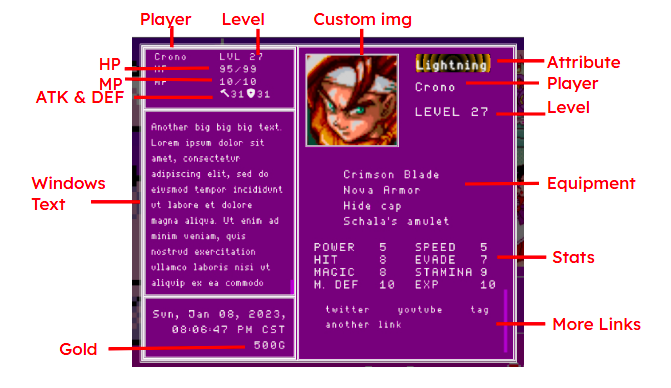 Player
Level
Custom img
HP
MP
ATK & DEF
Windows
Text
Gold
Crono LVL 27
HP 95/99
MP 10/10
31 31
Another big big big text.
Lorem ipsum dolor sit
amet, consectetur
adipiscing elit, sed do
eiusmod tempor incididunt
ut labore et dolore
magna aliqua. Ut enim ad
minim veniam, quis
nostrud exercitation
ullamco laboris nisi ut
aliquip ex ea commodo
Sun, Jan 08, 2023,
08:06:47 PM CST
500G
Lightning
Crono
LEVEL 27
Crimson Blade
Nova Armor
Hide cap
Schala's amulet
POWER 5 SPEED 5
HIT 8 EVADE 7
MAGIC 8 STAMINA 9
M. DEF 10 EXP 10
twitter youtube tag
another link
Attribute
Player
Level
Equipment
Stats
More Links